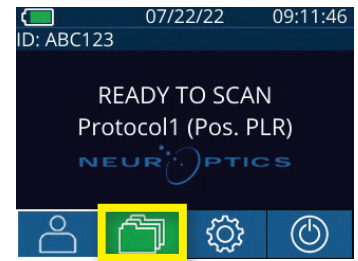 07/22/22 09:11:46
ID: ABC123
READY TO SCAN
Protocol1 (Pos. PLR)
NEUROPTICS